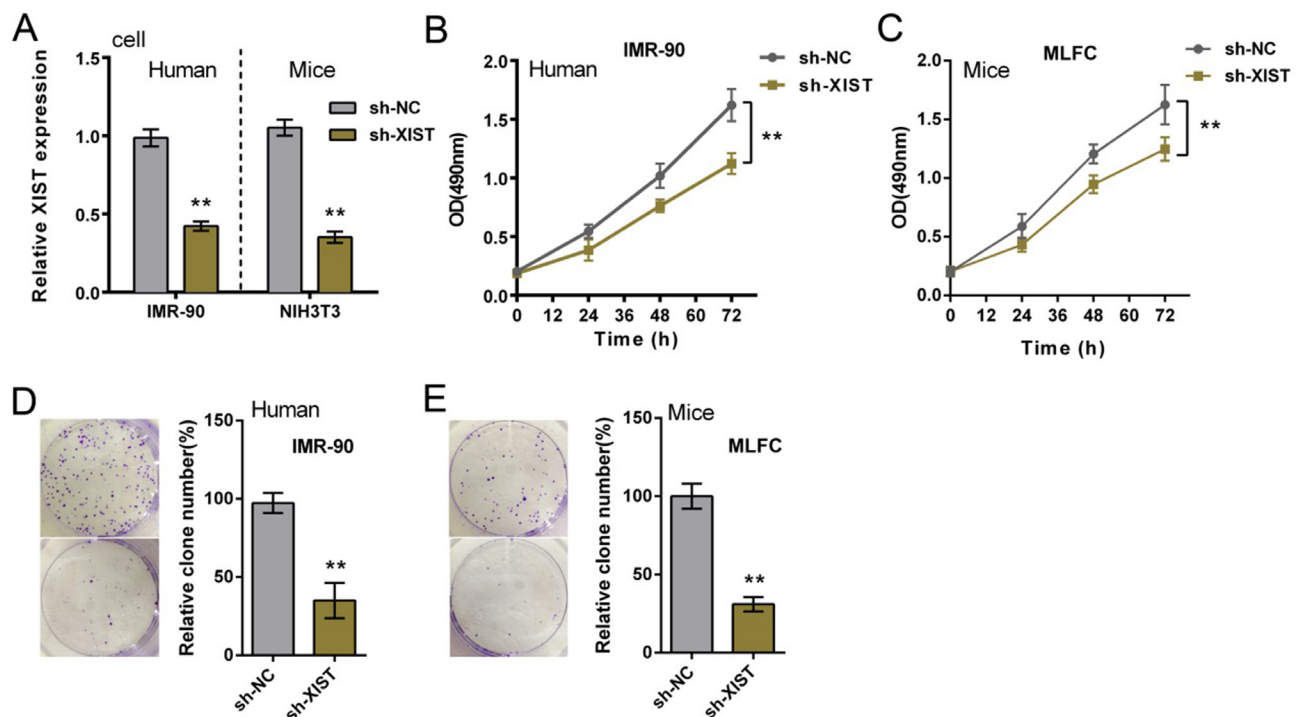 A
cell
Human
Mice
sh-NC
sh-XIST
Relative XIST expression
1.5
1.0
0.5
0.0
**
**
IMR-90
NIH3T3
B
IMR-90
Human
sh-NC
sh-XIST
OD(490nm)
2.0
1.5
1.0
0.5
0.0
**
0 12 24 36 48 60 72
Time (h)
C
MLFC
Mice
sh-NC
sh-XIST
OD(490nm)
2.0
1.5
1.0
0.5
0.0
**
0 12 24 36 48 60 72
Time (h)
D
Human
IMR-90
Relative clone number(%)
150
100
50
0
**
sh-NC
sh-XIST
E
Mice
MLFC
Relative clone number(%)
150
100
50
0
**
sh-NC
sh-XIST